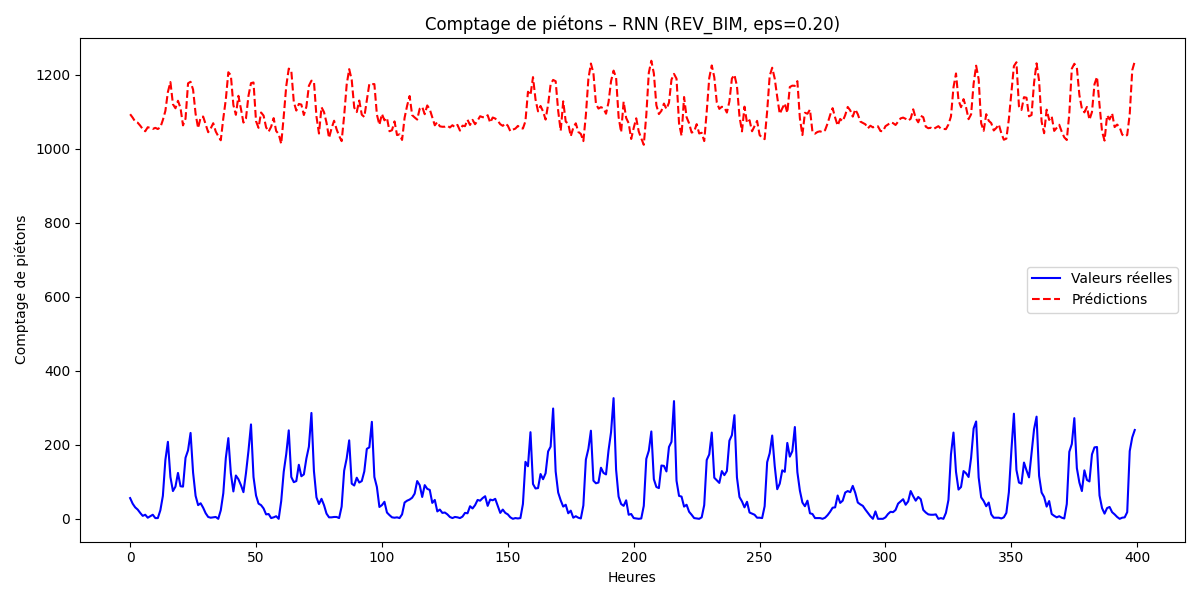 Comptage de piétons – RNN (REV_BIM, eps=0.20)
Comptage de piétons
1200
1000
800
600
400
200
0
Valeurs réelles
Prédictions
0 50 100 150 200 250 300 350 400
Heures